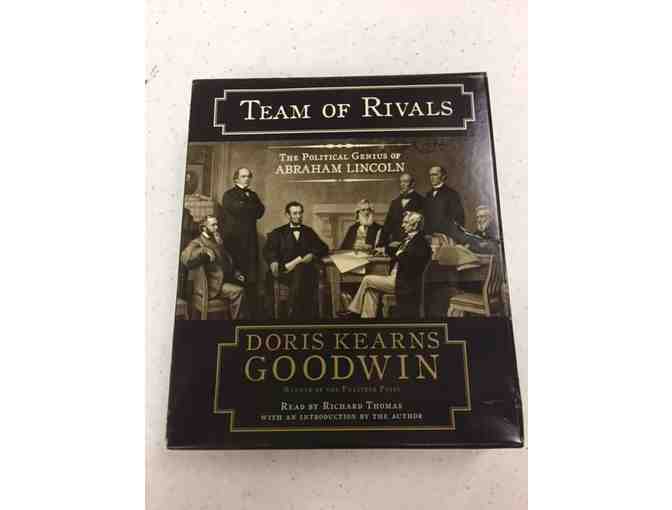 TEAM OF RIVALS
THE POLITICAL GENIUS OF
ABRAHAM LINCOLN
DORIS KEARNS
GOODWIN
WINNER OF THE PULITZER PRIZE
READ BY RICHARD THOMAS
WITH AN INTRODUCTION BY THE AUTHOR